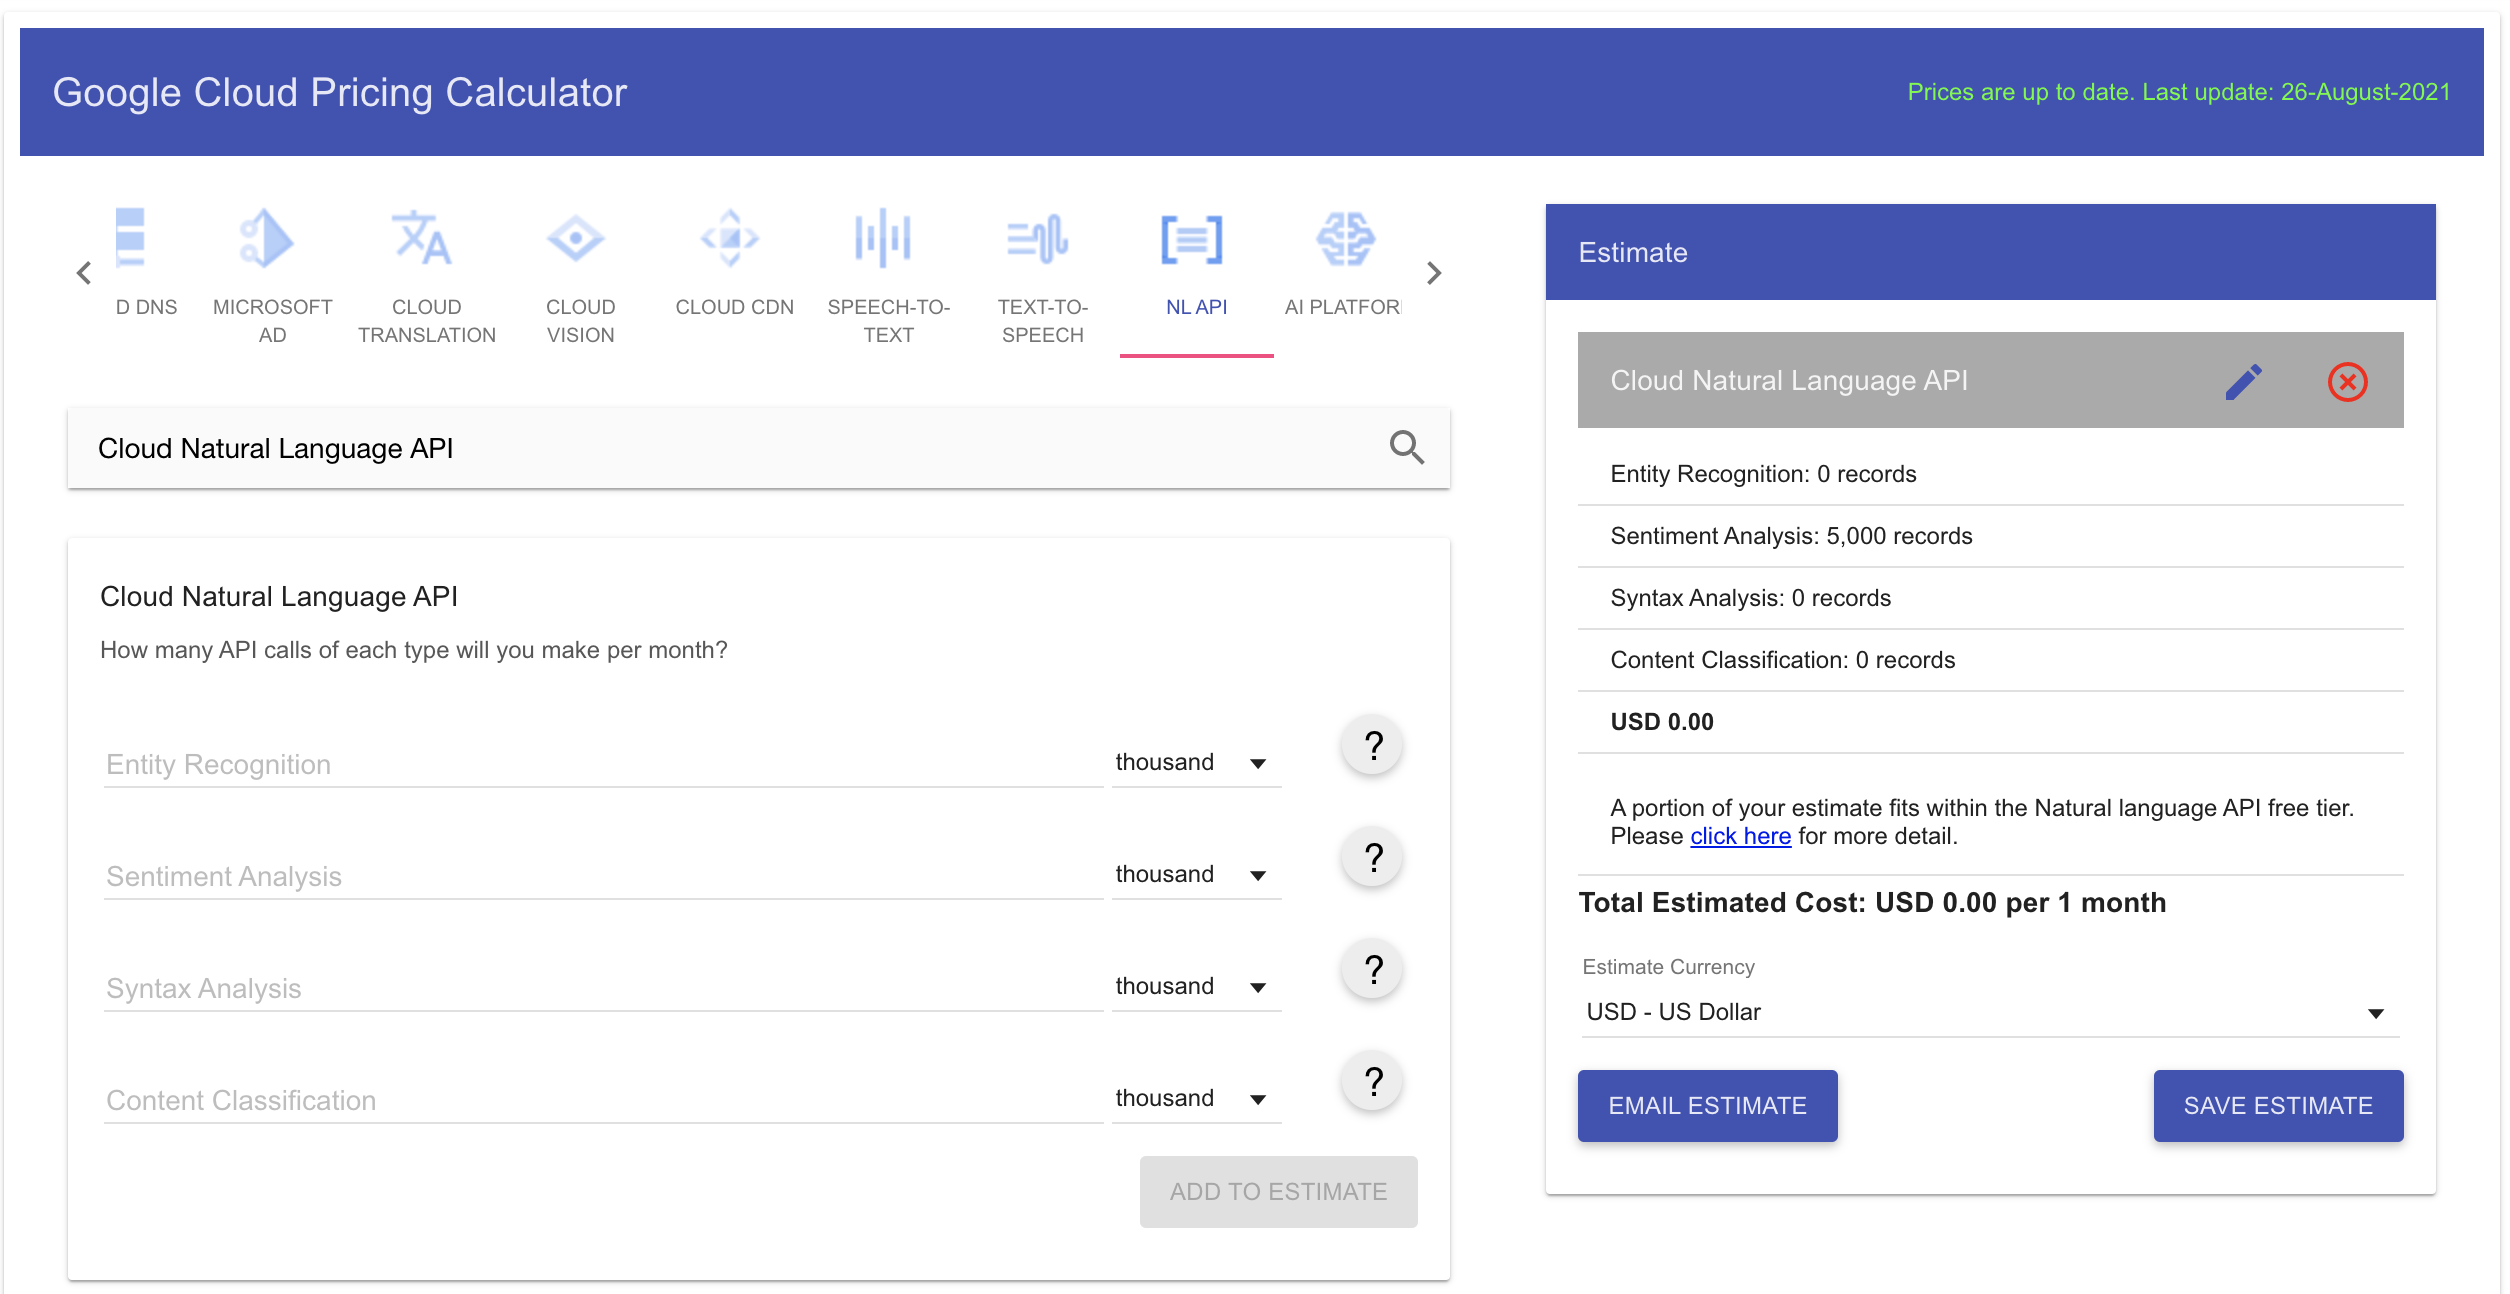 Google Cloud Pricing Calculator
Prices are up to date. Last update: 26-August-2021
D DNS
MICROSOFT
AD
CLOUD
TRANSLATION
CLOUD
VISION
CLOUD CDN
SPEECH-TO-
TEXT
TEXT-TO-
SPEECH
NL API
AI PLATFOR
Cloud Natural Language API
Cloud Natural Language API
How many API calls of each type will you make per month?
Entity Recognition
thousand
?
Sentiment Analysis
thousand
?
Syntax Analysis
thousand
?
Content Classification
thousand
?
ADD TO ESTIMATE
Estimate
Cloud Natural Language API
Entity Recognition: 0 records
Sentiment Analysis: 5,000 records
Syntax Analysis: 0 records
Content Classification: 0 records
USD 0.00
A portion of your estimate fits within the Natural language API free tier.
Please click here for more detail.
Total Estimated Cost: USD 0.00 per 1 month
Estimate Currency
USD - US Dollar
EMAIL ESTIMATE
SAVE ESTIMATE